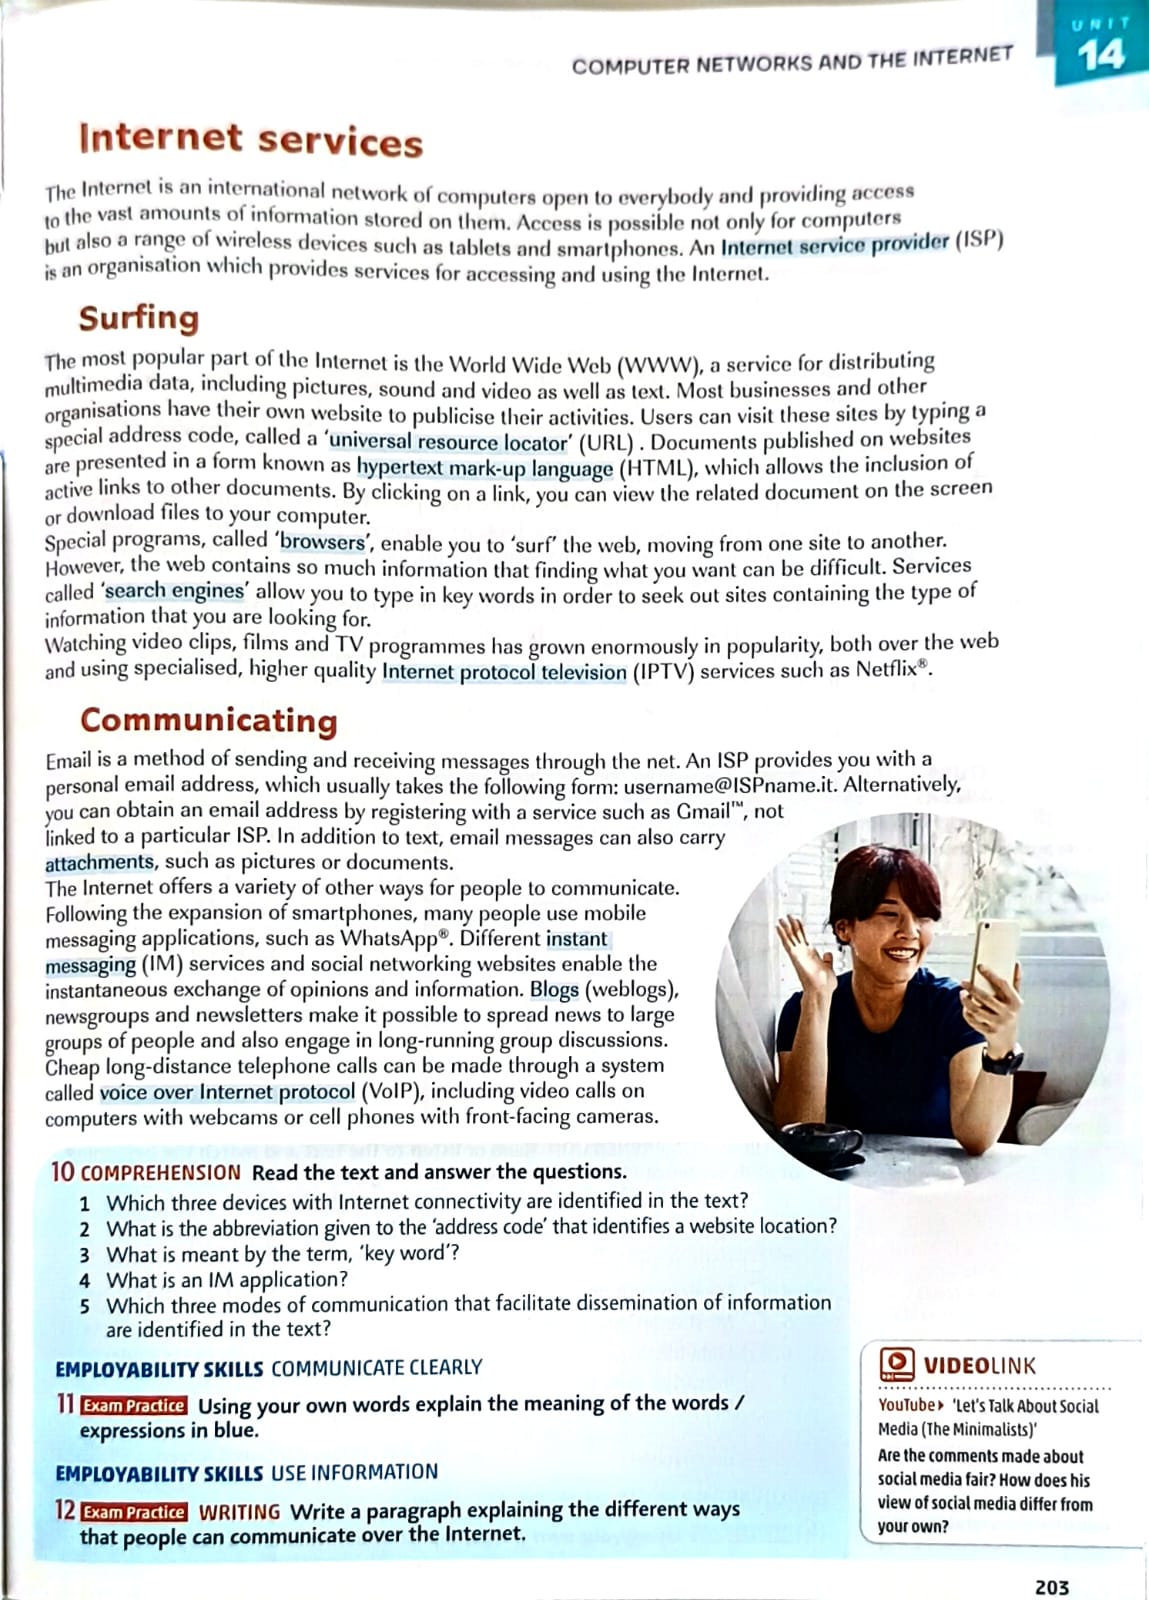 UNIT
14
COMPUTER NETWORKS AND THE INTERNET
Internet services
The Internet is an international network of computers open to everybody and providing access
to the vast amounts of information stored on them. Access is possible not only for computers
but also a range of wireless devices such as tablets and smartphones. An Internet service provider (ISP)
is an organisation which provides services for accessing and using the Internet.
Surfing
The most popular part of the Internet is the World Wide Web (WWW), a service for distributing
multimedia data, including pictures, sound and video as well as text. Most businesses and other
organisations have their own website to publicise their activities. Users can visit these sites by typing a
special address code, called a ‘universal resource locator’ (URL) . Documents published on websites
are presented in a form known as hypertext mark-up language (HTML), which allows the inclusion of
active links to other documents. By clicking on a link, you can view the related document on the screen
or download files to your computer.
Special programs, called ‘browsers’, enable you to ‘surf’ the web, moving from one site to another.
However, the web contains so much information that finding what you want can be difficult. Services
called ‘search engines’ allow you to type in key words in order to seek out sites containing the type of
information that you are looking for.
Watching video clips, films and TV programmes has grown enormously in popularity, both over the web
and using specialised, higher quality Internet protocol television (IPTV) services such as Netflix®.
Communicating
Email is a method of sending and receiving messages through the net. An ISP provides you with a
personal email address, which usually takes the following form: username@ISPname.it. Alternatively,
you can obtain an email address by registering with a service such as Gmail™, not
linked to a particular ISP. In addition to text, email messages can also carry
attachments, such as pictures or documents.
The Internet offers a variety of other ways for people to communicate.
Following the expansion of smartphones, many people use mobile
messaging applications, such as WhatsApp®. Different instant
messaging (IM) services and social networking websites enable the
instantaneous exchange of opinions and information. Blogs (weblogs),
newsgroups and newsletters make it possible to spread news to large
groups of people and also engage in long-running group discussions.
Cheap long-distance telephone calls can be made through a system
called voice over Internet protocol (VoIP), including video calls on
computers with webcams or cell phones with front-facing cameras.
10 COMPREHENSION Read the text and answer the questions.
1 Which three devices with Internet connectivity are identified in the text?
2 What is the abbreviation given to the ‘address code’ that identifies a website location?
3 What is meant by the term, ‘key word’?
4 What is an IM application?
5 Which three modes of communication that facilitate dissemination of information
are identified in the text?
EMPLOYABILITY SKILLS COMMUNICATE CLEARLY
11 Exam Practice Using your own words explain the meaning of the words /
expressions in blue.
EMPLOYABILITY SKILLS USE INFORMATION
12 Exam Practice WRITING Write a paragraph explaining the different ways
that people can communicate over the Internet.
VIDEOLINK
YouTube ‘Let’s Talk About Social
Media (The Minimalists)’
Are the comments made about
social media fair? How does his
view of social media differ from
your own?
203